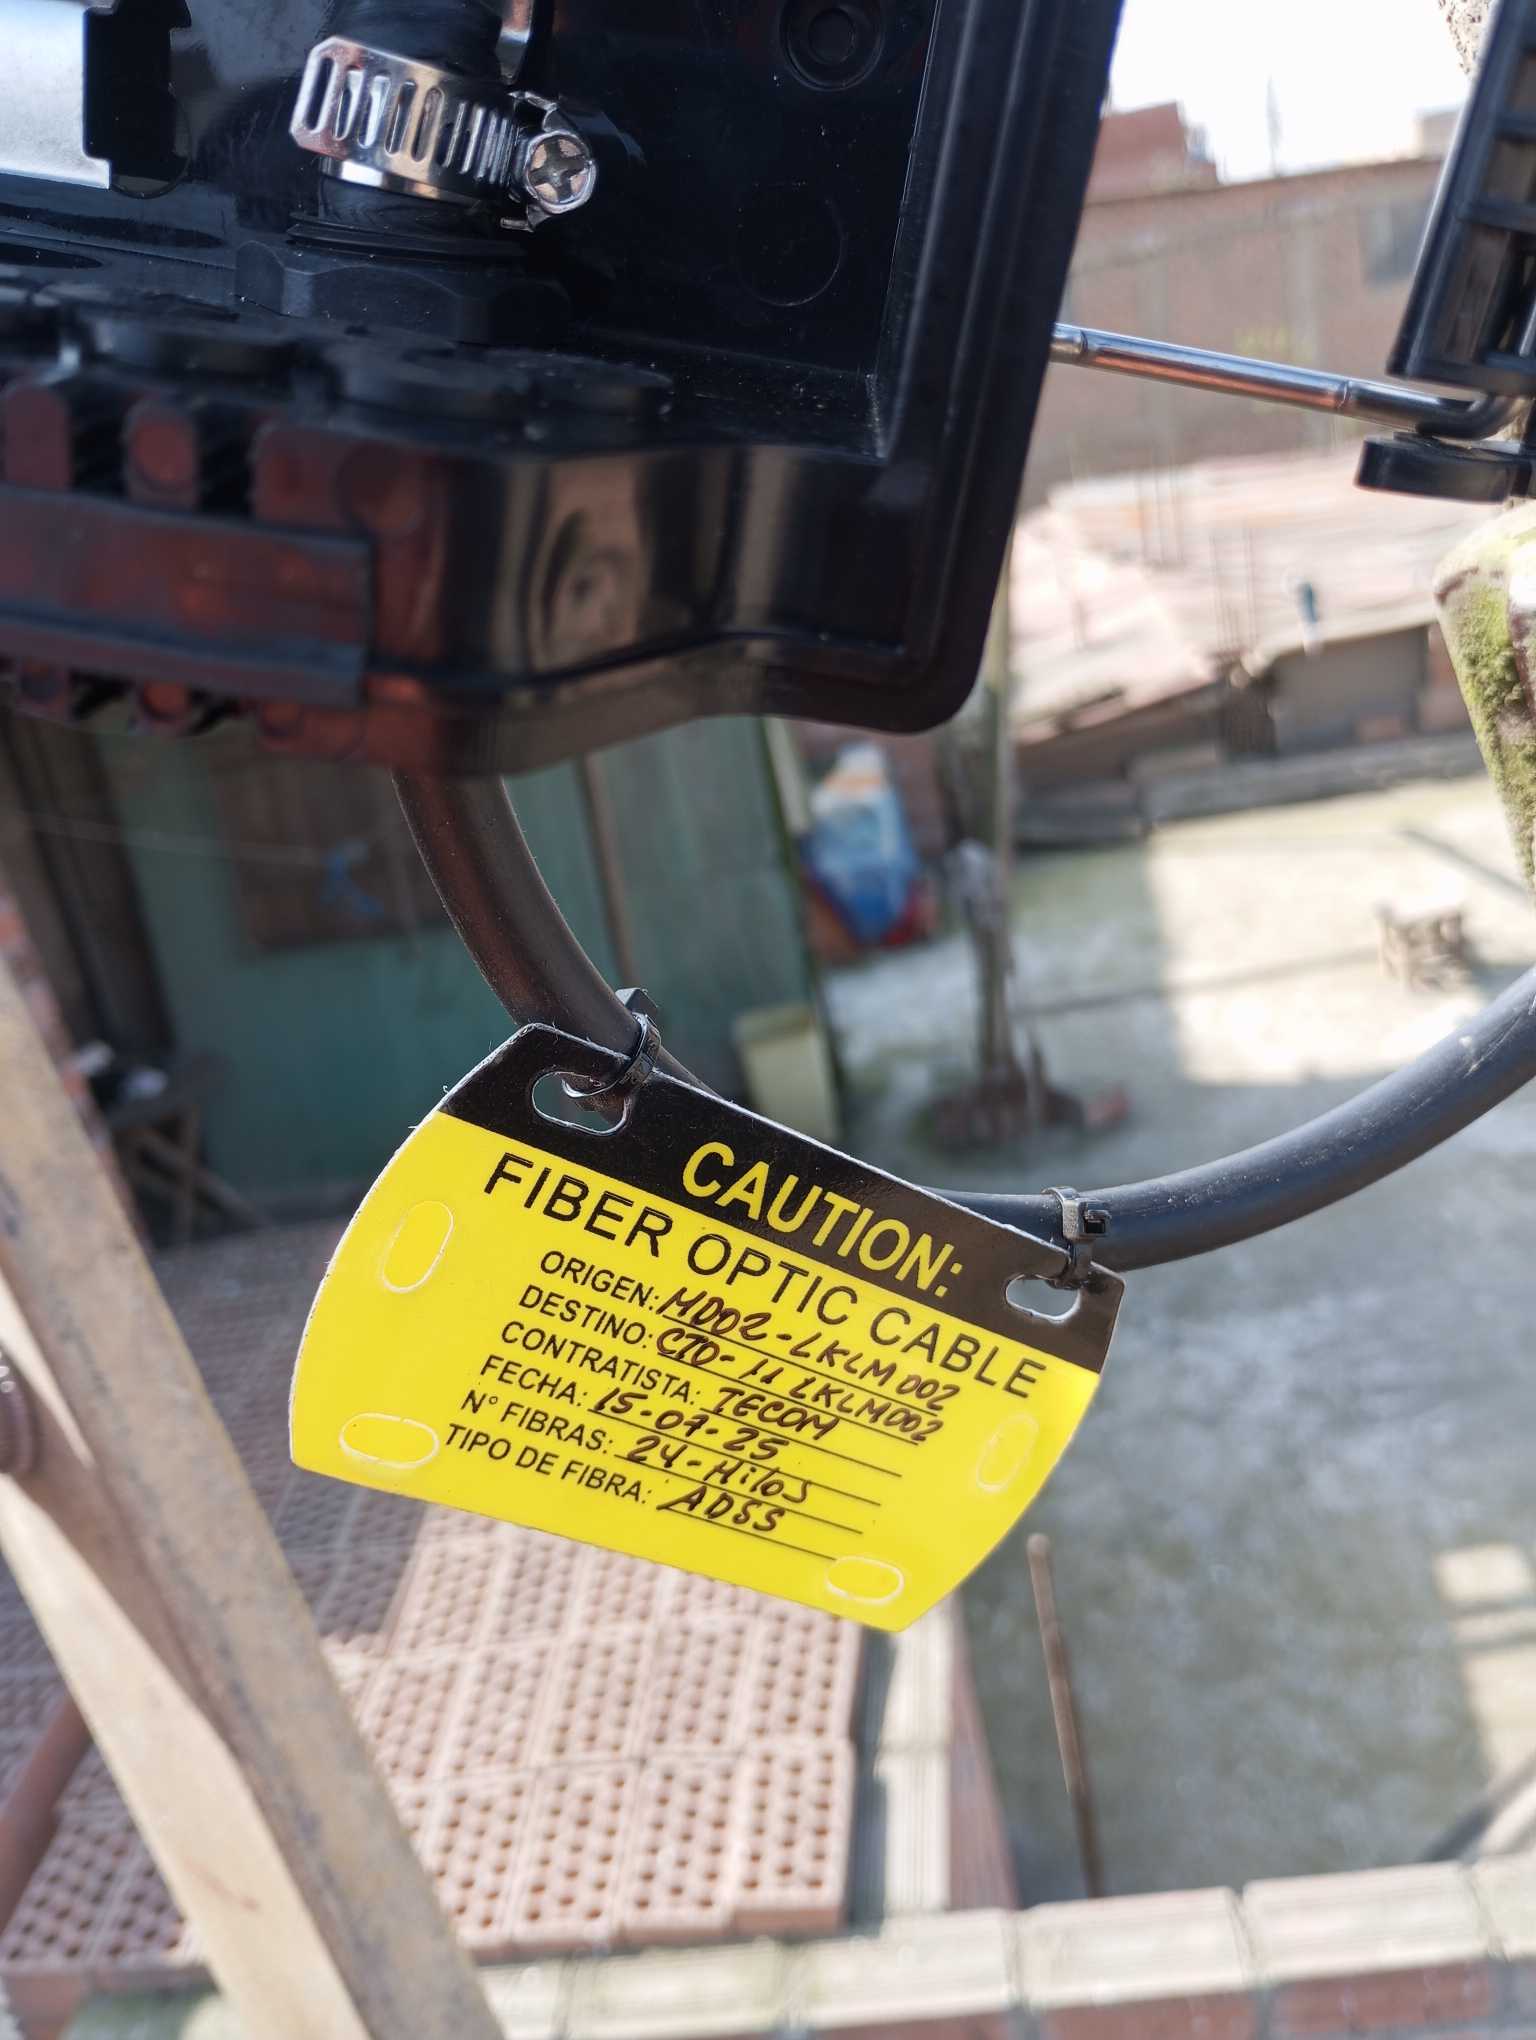 CAUTION:
FIBER OPTIC CABLE
ORIGEN: MD02-LKLM002
DESTINO: CTO-11 LKLM002
CONTRATISTA: TECOM
FECHA: 15-07-25
N° FIBRAS: 24-Hilos
TIPO DE FIBRA: ADSS